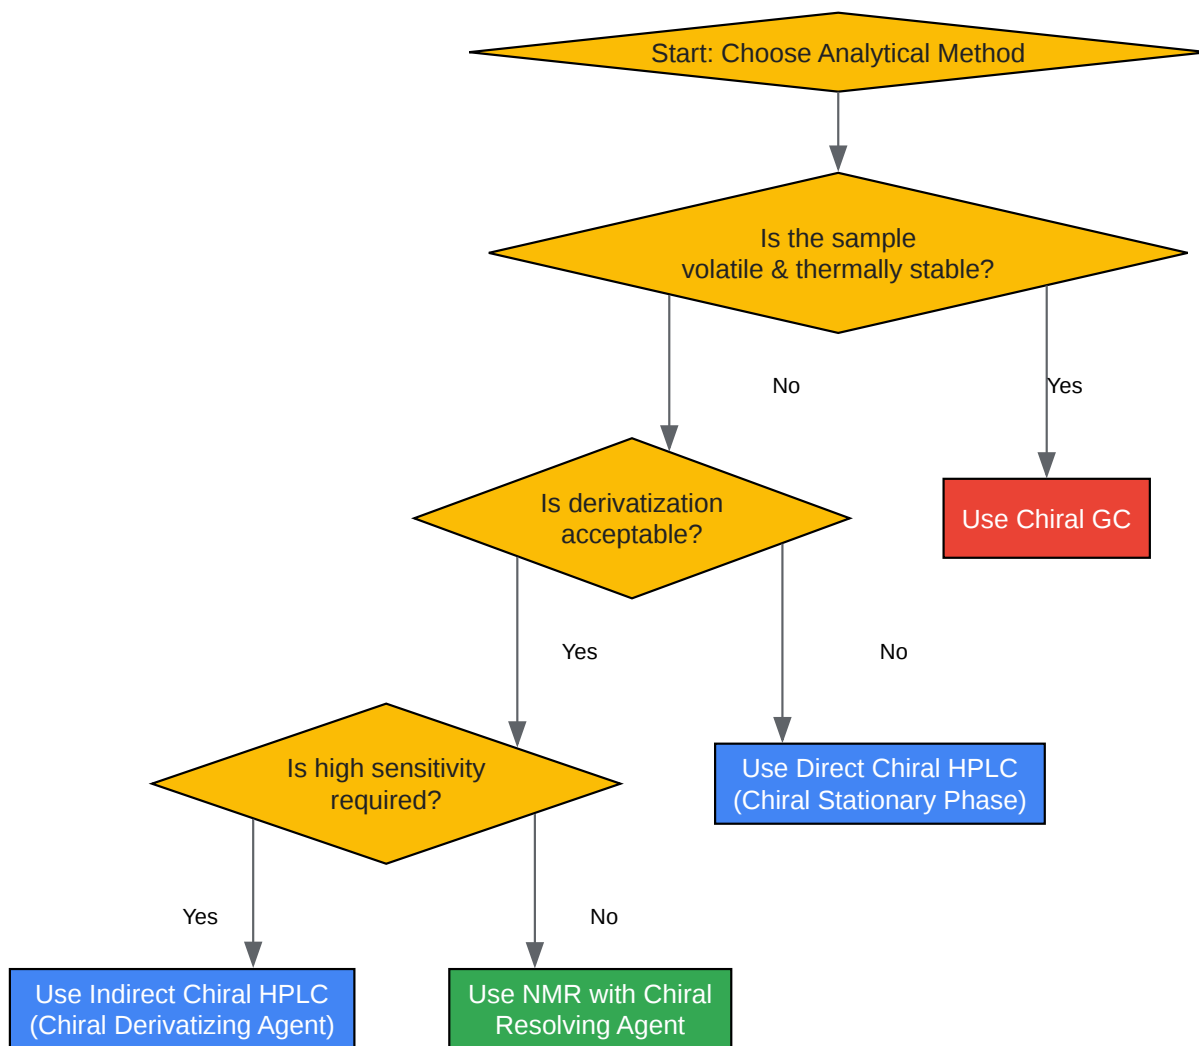 Start: Choose Analytical Method
Is the sample
volatile & thermally stable?
No
Yes
Is derivatization
acceptable?
Use Chiral GC
Yes
No
Is high sensitivity
required?
Use Direct Chiral HPLC
(Chiral Stationary Phase)
Yes
No
Use Indirect Chiral HPLC
(Chiral Derivatizing Agent)
Use NMR with Chiral
Resolving Agent